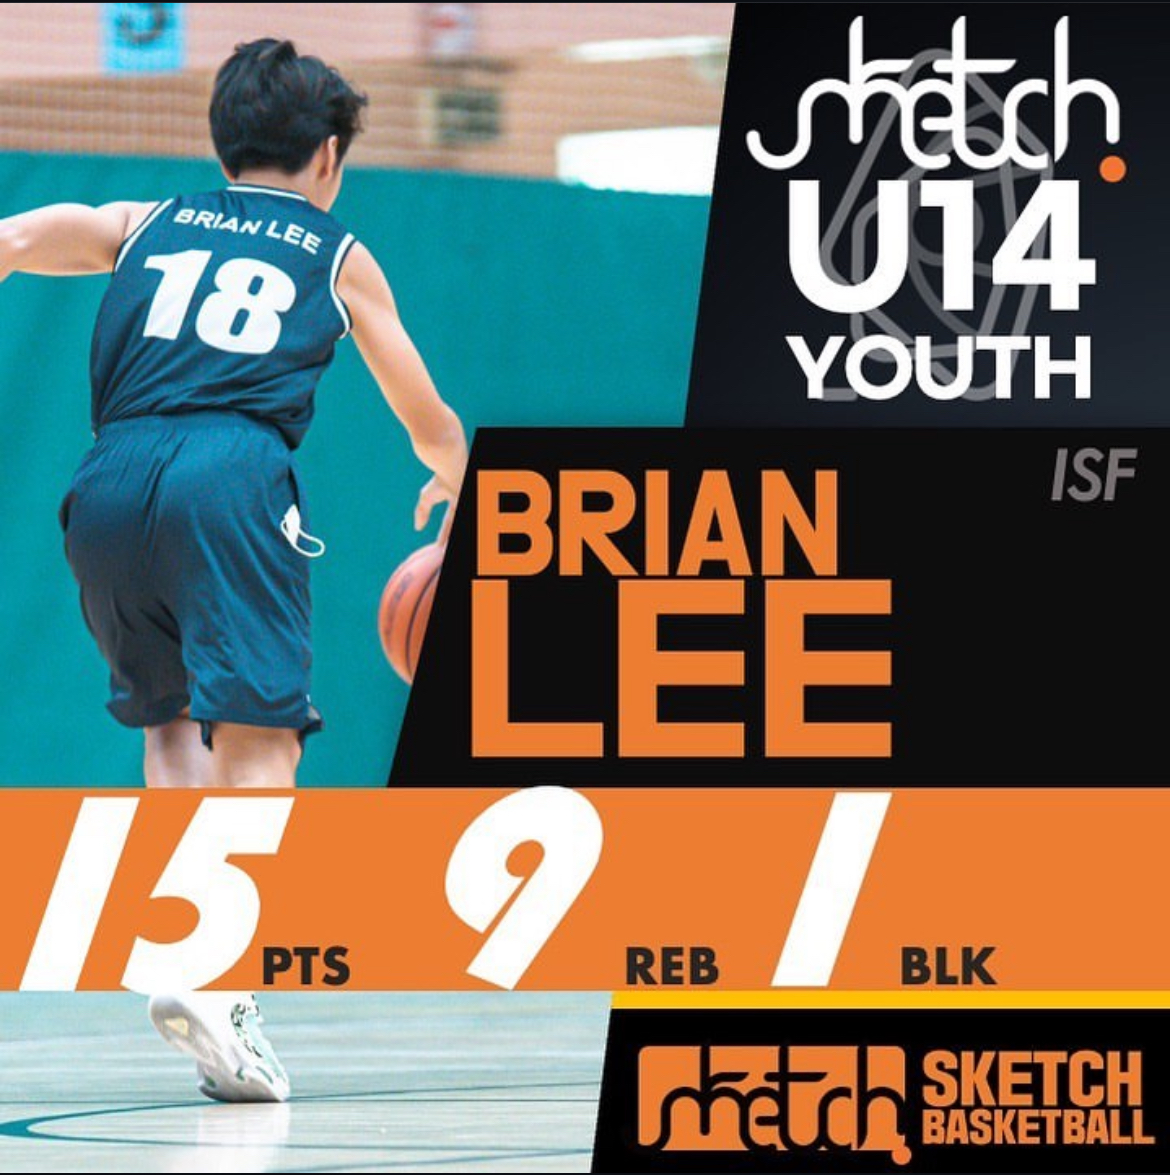 sketch.
U14
YOUTH
BRIAN LEE
18
ISF
BRIAN
LEE
15 PTS 9 REB 1 BLK
sketch.
SKETCH
BASKETBALL